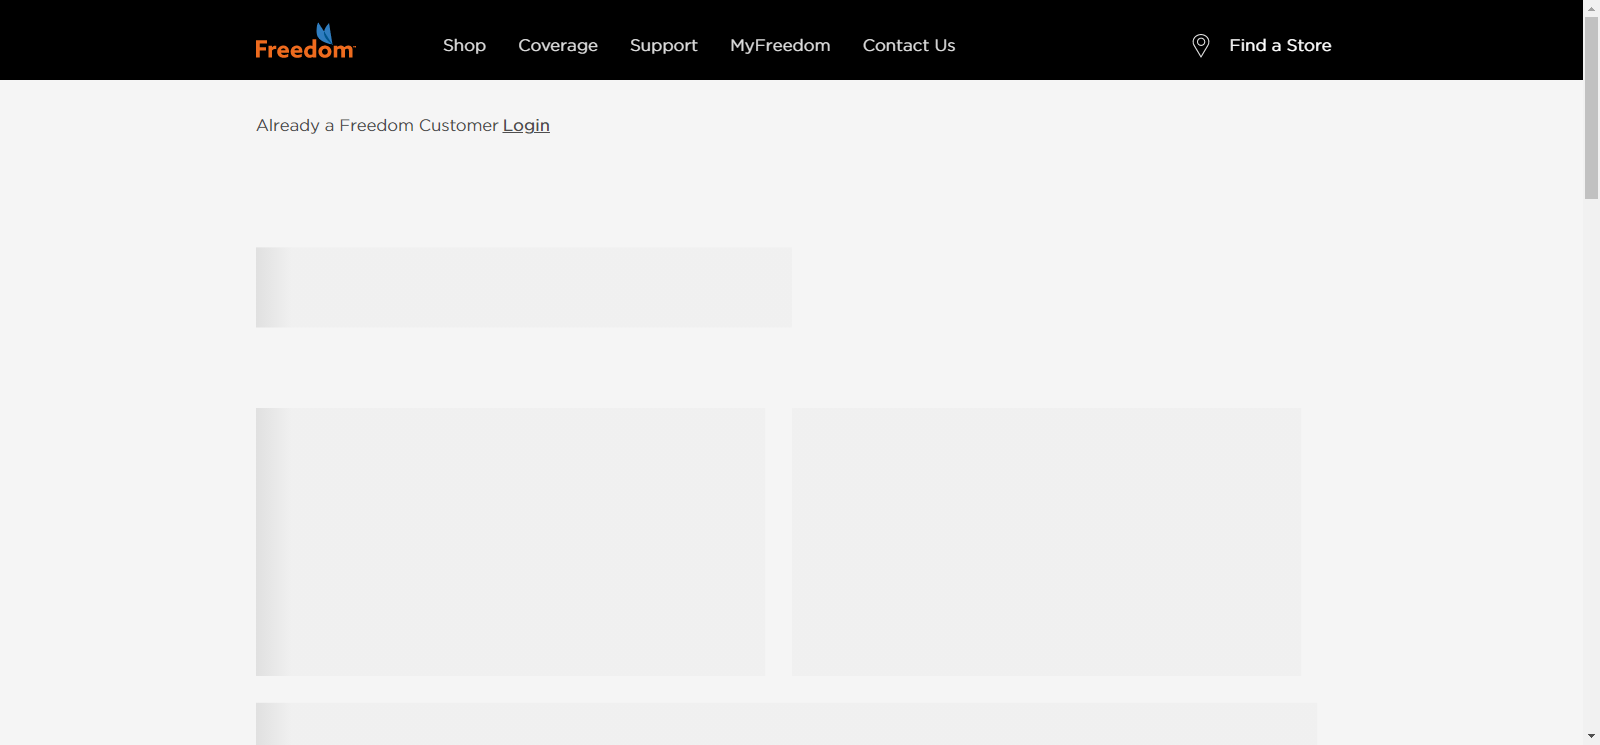 Freedom
Shop
Coverage
Support
MyFreedom
Contact Us
Find a Store
Already a Freedom Customer Login